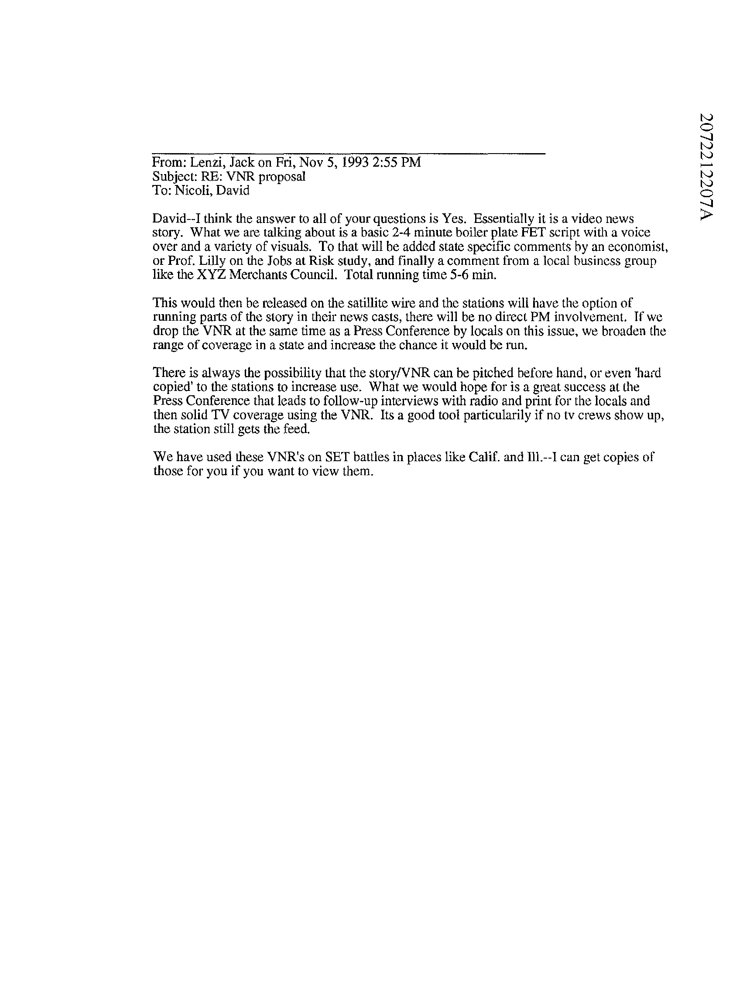 From: Lenzi, Jack on Fri, Nov 5, 1993 2:55 PM
Subject: RE: VNR proposal
To: Nicoli, David
David--I think the answer to all of your questions is Yes. Essentially it is a video news
story. What we are talking about is a basic 2-4 minute boiler plate FET script with a voice
over and a variety of visuals. To that will be added state specific comments by an economist,
or Prof. Lilly on the Jobs at Risk study, and finally a comment from a local business group
like the XYZ Merchants Council. Total running time 5-6 min.
This would then be released on the satillite wire and the stations will have the option of
running parts of the story in their news casts, there will be no direct PM involvement. If we
drop the VNR at the same time as a Press Conference by locals on this issue, we broaden the
range of coverage in a state and increase the chance it would be run.
There is always the possibility that the story/VNR can be pitched before hand, or even 'hard
copied' to the stations to increase use. What we would hope for is a great success at the
Press Conference that leads to follow-up interviews with radio and print for the locals and
then solid TV coverage using the VNR. Its a good tool particularily if no tv crews show up,
the station still gets the feed.
We have used these VNR's on SET battles in places like Calif. and Ill.--I can get copies of
those for you if you want to view them.
2072212207A